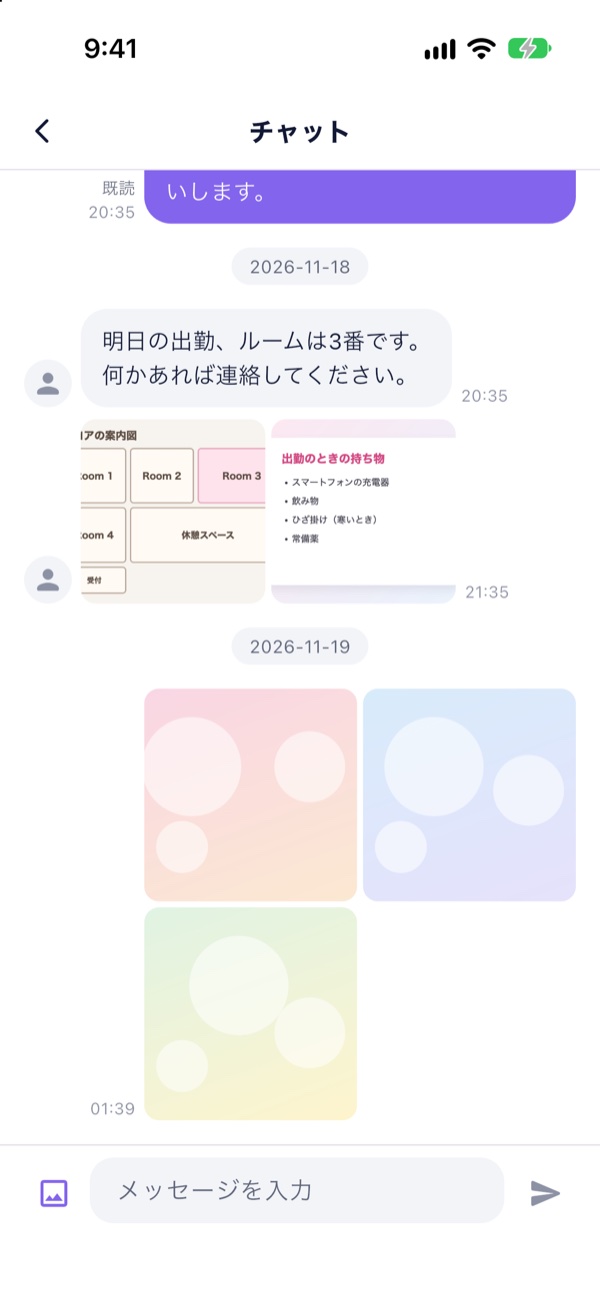 9:41
チャット
いします。
既読
20:35
2026-11-18
明日の出勤、ルームは3番です。
何かあれば連絡してください。
20:35
アの案内図
oom 1
Room 2
Room 3
oom 4
休憩スペース
受付
出勤のときの持ち物
・スマートフォンの充電器
・飲み物
・ひざ掛け（寒いとき）
・常備薬
21:35
2026-11-19
01:39
メッセージを入力